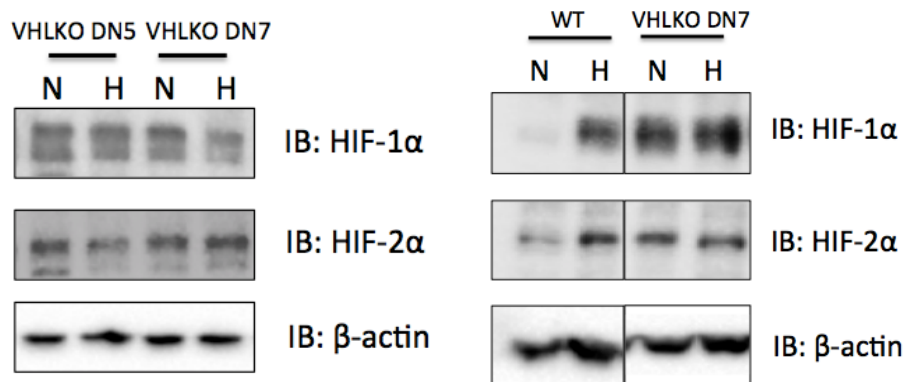 VHLKO DN5 VHLKO DN7
N H N H
IB: HIF-1α
IB: HIF-2α
IB: β-actin
WT VHLKO DN7
N H N H
IB: HIF-1α
IB: HIF-2α
IB: β-actin